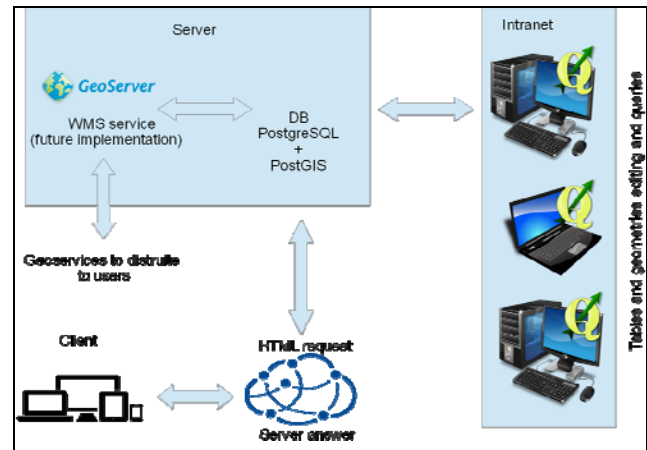 Server
GeoServer
WMS service
(future implementation)
DB
PostgreSQL
+
PostGIS
Intranet
Tables and geometries editing and queries
Geoservices to distruite
to users
Client
HTML request
Server answer